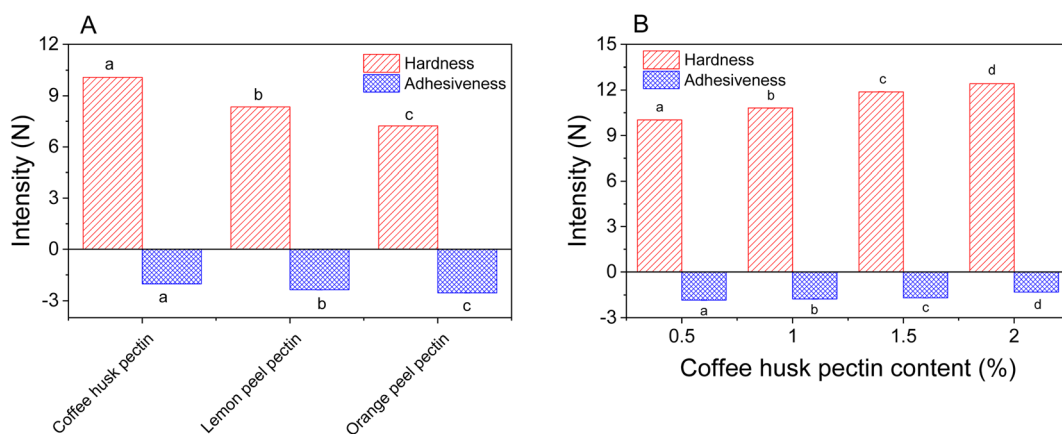 A
12
9
6
3
0
-3
Intensity (N)
Hardness
Adhesiveness
a
b
c
a
b
c
Coffee husk pectin
Lemon peel pectin
Orange peel pectin
B
15
12
9
6
3
0
-3
Intensity (N)
Hardness
Adhesiveness
a
b
c
d
a
b
c
d
0.5
1
1.5
2
Coffee husk pectin content (%)